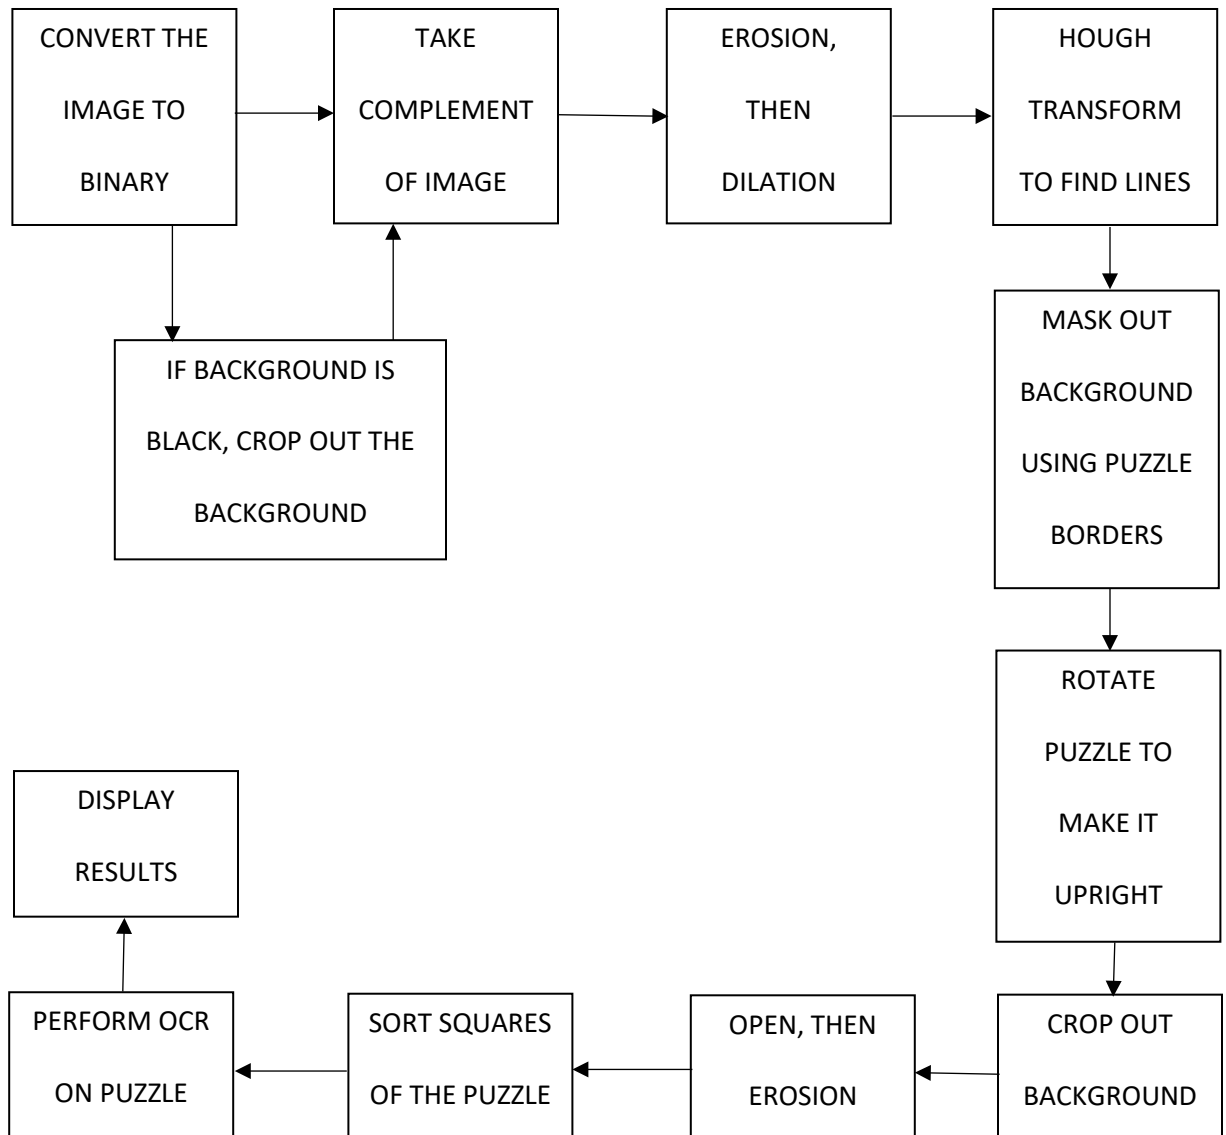 CONVERT THE
IMAGE TO
BINARY
TAKE
COMPLEMENT
OF IMAGE
EROSION,
THEN
DILATION
HOUGH
TRANSFORM
TO FIND LINES
IF BACKGROUND IS
BLACK, CROP OUT THE
BACKGROUND
MASK OUT
BACKGROUND
USING PUZZLE
BORDERS
ROTATE
PUZZLE TO
MAKE IT
UPRIGHT
CROP OUT
BACKGROUND
OPEN, THEN
EROSION
SORT SQUARES
OF THE PUZZLE
PERFORM OCR
ON PUZZLE
DISPLAY
RESULTS